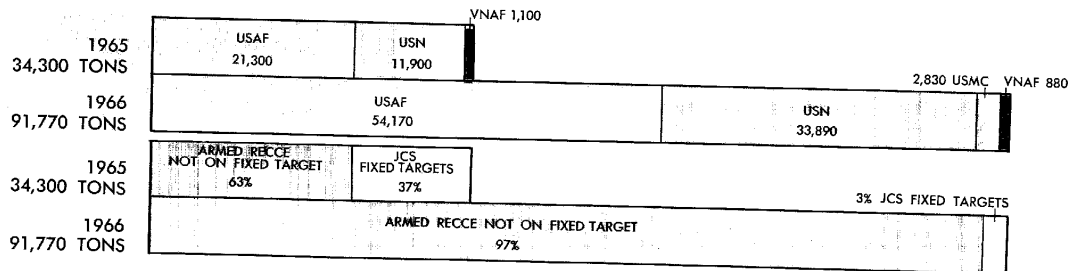 VNAF 1,100
1965
34,300 TONS
USAF
21,300
USN
11,900
2,830 USMC
VNAF 880
1966
91,770 TONS
USAF
54,170
USN
33,890
1965
34,300 TONS
ARMED RECCE
NOT ON FIXED TARGET
63%
JCS
FIXED TARGETS
37%
3% JCS FIXED TARGETS
1966
91,770 TONS
ARMED RECCE NOT ON FIXED TARGET
97%